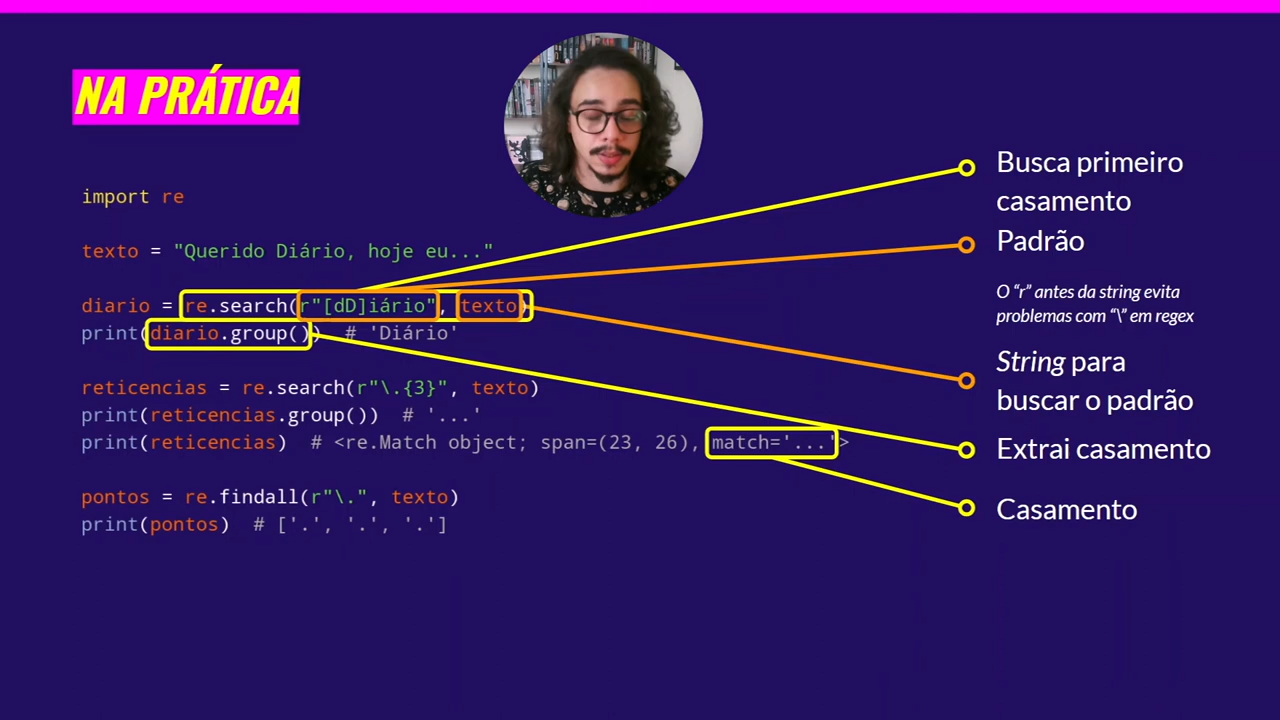 NA PRÁTICA
import re
texto = "Querido Diário, hoje eu..."
diario = re.search(r"[dD]iário", texto)
print(diario.group()) # 'Diário'
reticencias = re.search(r"\.{3}", texto)
print(reticencias.group()) # '...'
print(reticencias) # <re.Match object; span=(23, 26), match='...'>
pontos = re.findall(r"\.", texto)
print(pontos) # ['.', '.', '.']
Busca primeiro
casamento
Padrão
O “r” antes da string evita
problemas com “\” em regex
String para
buscar o padrão
Extrai casamento
Casamento